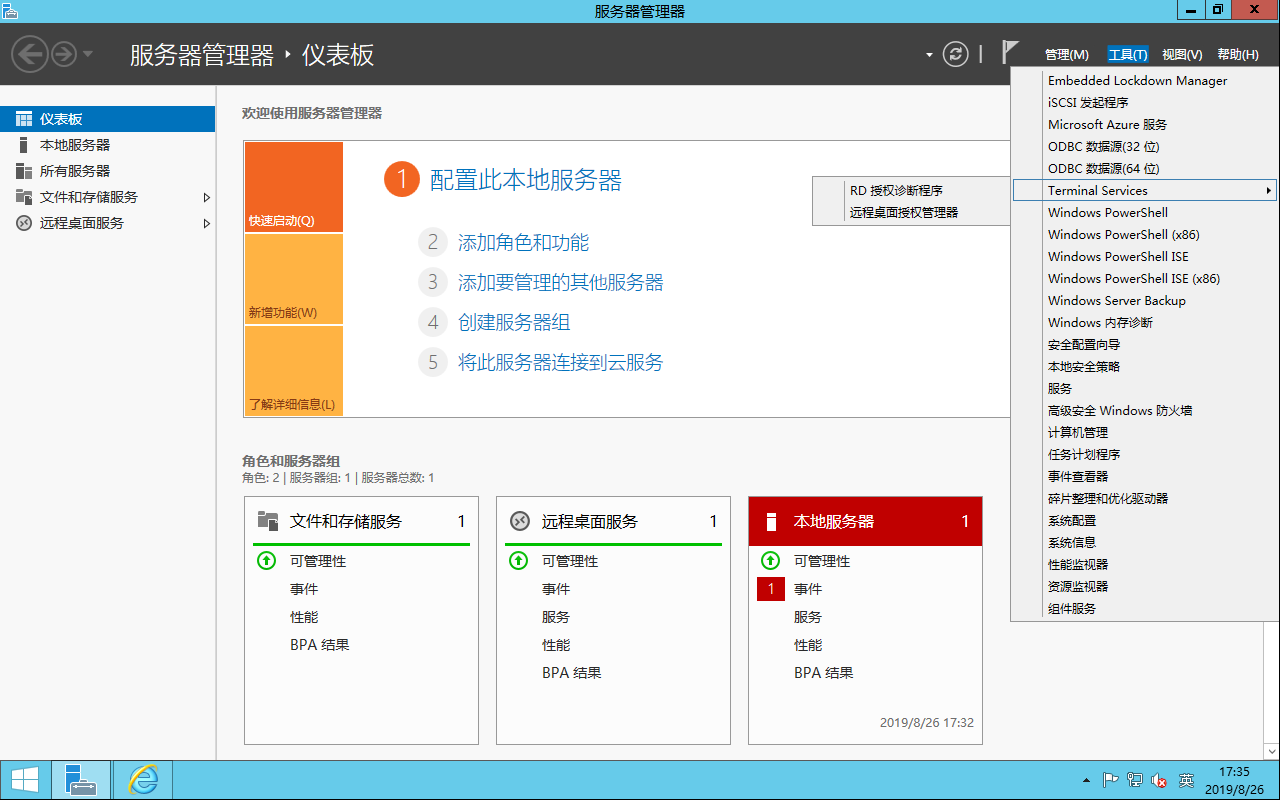 服务器管理器
服务器管理器 · 仪表板
管理(M) 工具(T) 视图(V) 帮助(H)
仪表板
本地服务器
所有服务器
文件和存储服务
远程桌面服务
欢迎使用服务器管理器
快速启动(Q)
新增功能(W)
了解详细信息(L)
1 配置此本地服务器
2 添加角色和功能
3 添加要管理的其他服务器
4 创建服务器组
5 将此服务器连接到云服务
RD 授权诊断程序
远程桌面授权管理器
Embedded Lockdown Manager
iSCSI 发起程序
Microsoft Azure 服务
ODBC 数据源(32 位)
ODBC 数据源(64 位)
Terminal Services
Windows PowerShell
Windows PowerShell (x86)
Windows PowerShell ISE
Windows PowerShell ISE (x86)
Windows Server Backup
Windows 内存诊断
安全配置向导
本地安全策略
服务
高级安全 Windows 防火墙
计算机管理
任务计划程序
事件查看器
碎片整理和优化驱动器
系统配置
系统信息
性能监视器
资源监视器
组件服务
角色和服务器组
角色: 2 | 服务器组: 1 | 服务器总数: 1
文件和存储服务 1
可管理性
事件
性能
BPA 结果
远程桌面服务 1
可管理性
事件
服务
性能
BPA 结果
本地服务器 1
可管理性
1 事件
服务
性能
BPA 结果
2019/8/26 17:32
英
17:35
2019/8/26